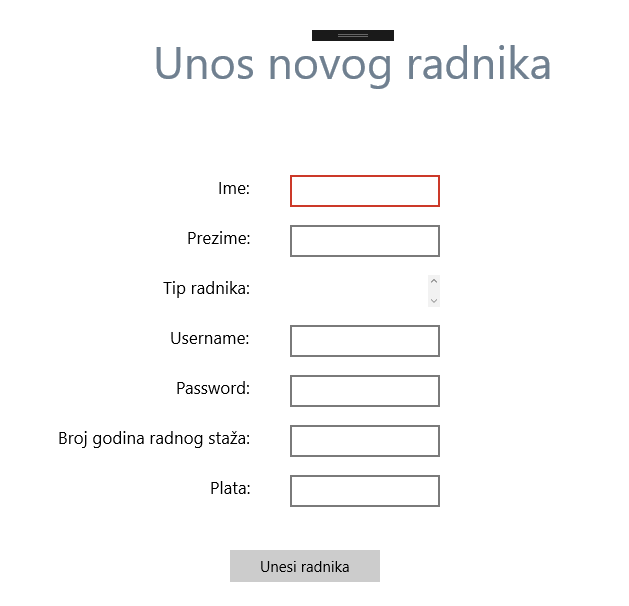 Unos novog radnika
Ime:
Prezime:
Tip radnika:
Username:
Password:
Broj godina radnog staža:
Plata:
Unesi radnika